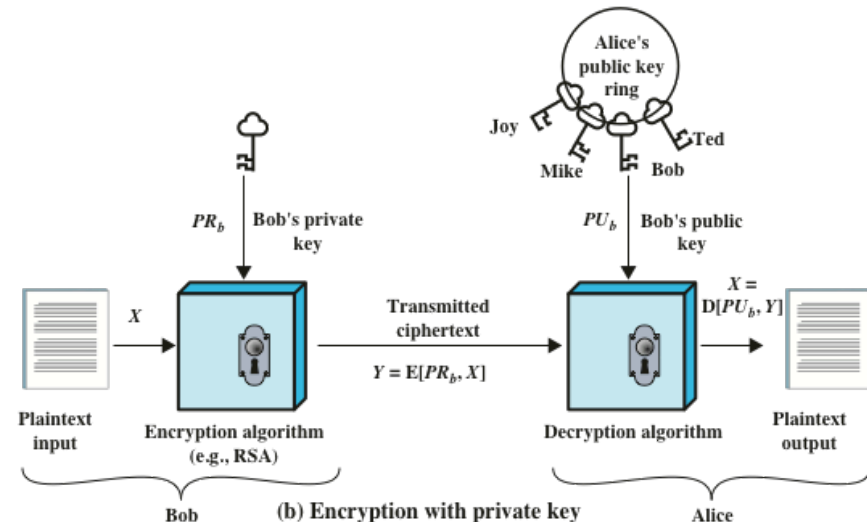 Alice's
public key
ring
Joy
Ted
Mike
Bob
PR_b
Bob's private
key
PU_b
Bob's public
key
X
Transmitted
ciphertext
X =
D[PU_b, Y]
Y = E[PR_b, X]
Plaintext
input
Encryption algorithm
(e.g., RSA)
Decryption algorithm
Plaintext
output
Bob
(b) Encryption with private key
Alice